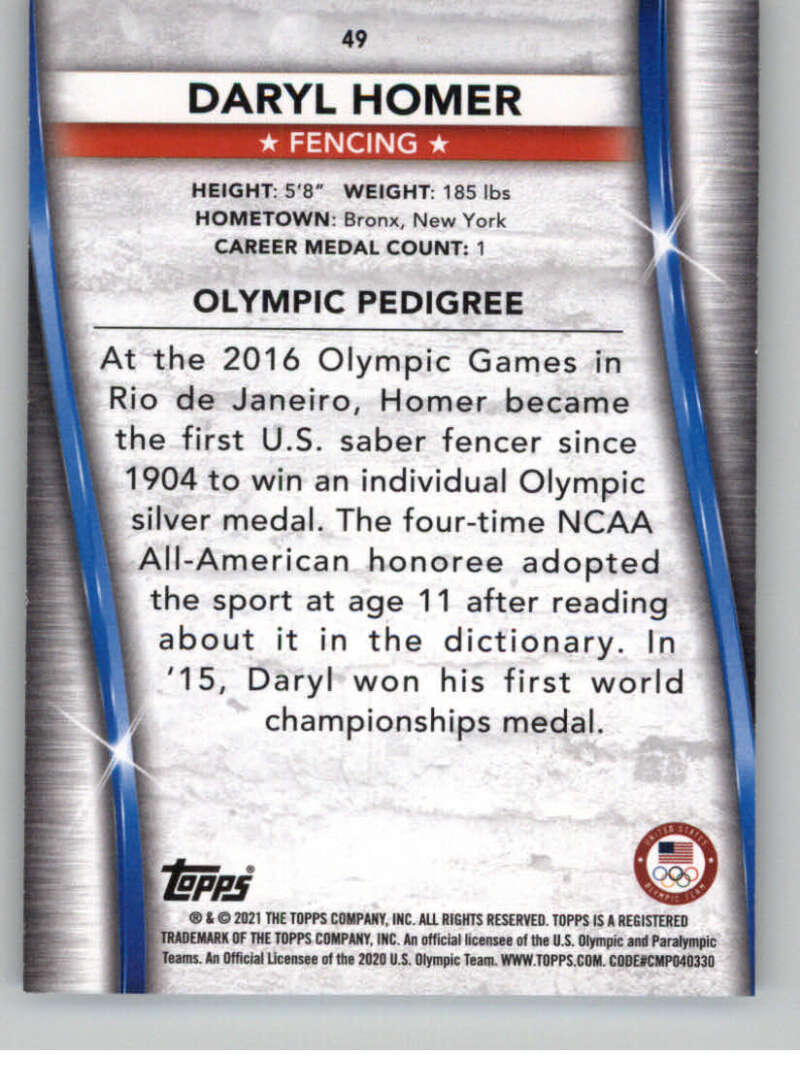 49
DARYL HOMER
★ FENCING ★
HEIGHT: 5'8" WEIGHT: 185 lbs
HOMETOWN: Bronx, New York
CAREER MEDAL COUNT: 1
OLYMPIC PEDIGREE
At the 2016 Olympic Games in
Rio de Janeiro, Homer became
the first U.S. saber fencer since
1904 to win an individual Olympic
silver medal. The four-time NCAA
All-American honoree adopted
the sport at age 11 after reading
about it in the dictionary. In
'15, Daryl won his first world
championships medal.
UNITED STATES
OLYMPIC TEAM
Topps®
® & © 2021 THE TOPPS COMPANY, INC. ALL RIGHTS RESERVED. TOPPS IS A REGISTERED
TRADEMARK OF THE TOPPS COMPANY, INC. An official licensee of the U.S. Olympic and Paralympic
Teams. An Official Licensee of the 2020 U.S. Olympic Team. WWW.TOPPS.COM. CODE#CMP040330